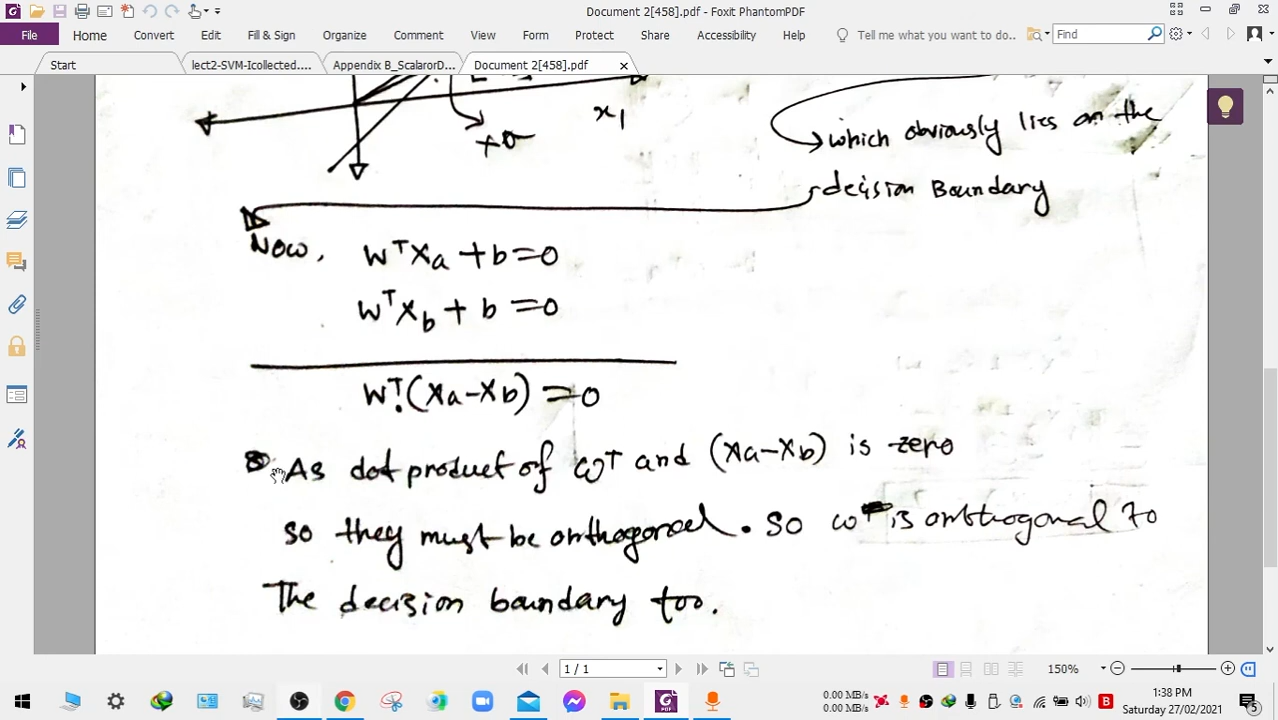 Document 2[458].pdf - Foxit PhantomPDF
File Home Convert Edit Fill & Sign Organize Comment View Form Protect Share Accessibility Help Tell me what you want to do... Find
Start lect2-SVM-Icollected.... Appendix B_ScalarorD... Document 2[458].pdf
x1
+σ
which obviously lies on the
decision Boundary
Now, wᵀxa + b = 0
wᵀxb + b = 0
wᵀ.(xa-xb) = 0
As dot product of wᵀ and (xa-xb) is zero
so they must be orthogonal. So w is orthogonal to
The decision boundary too.
1 / 1 150%
0.00 MB/s
0.00 MB/s
1:38 PM
Saturday 27/02/2021
5